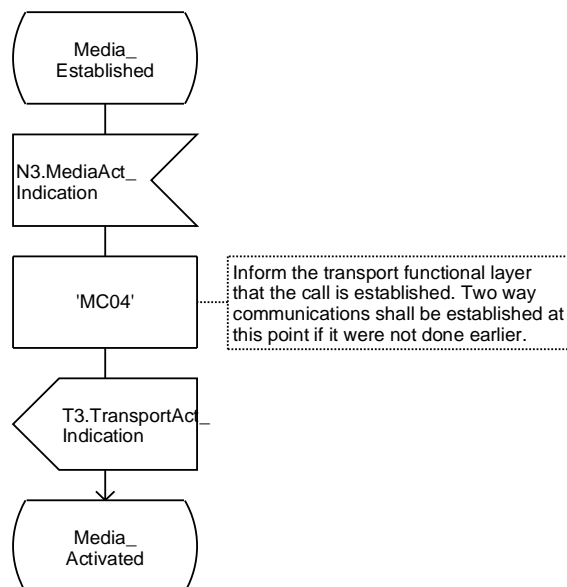 Media_
Established
N3.MediaAct_
Indication
'MC04'
Inform the transport functional layer
that the call is established. Two way
communications shall be established at
this point if it were not done earlier.
T3.TransportAct_
Indication
Media_
Activated